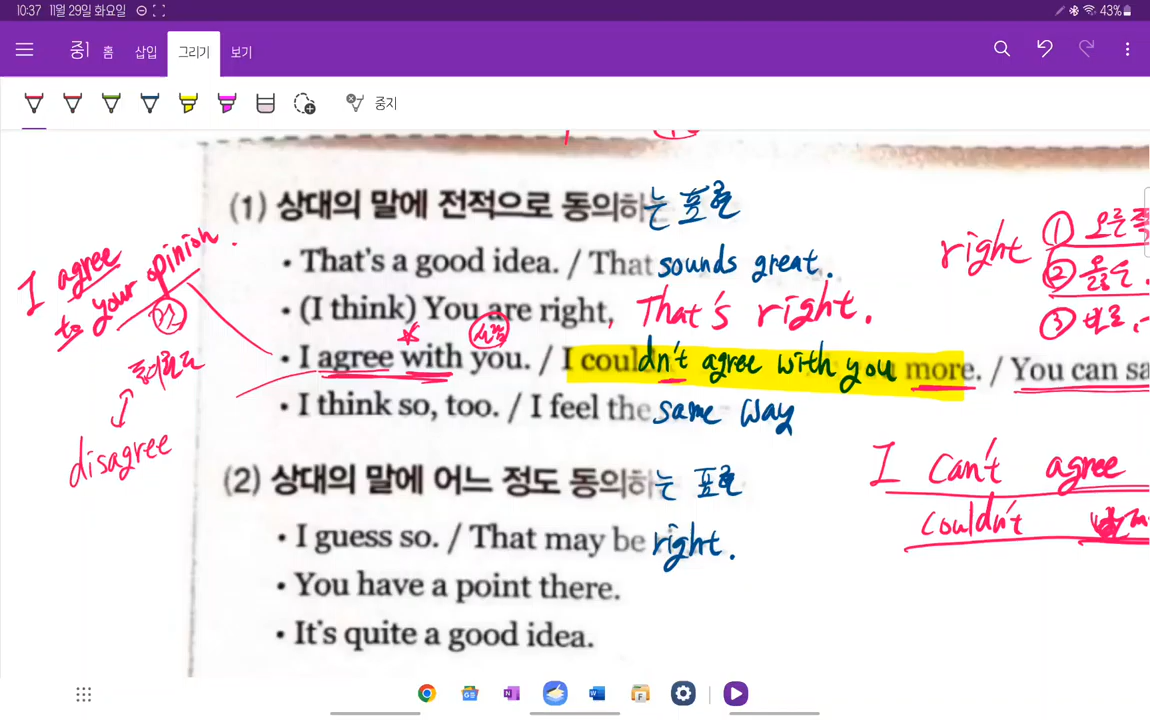 10:37 11월 29일 화요일
43%
중1 홈 삽입 그리기 보기
중지
(1) 상대의 말에 전적으로 동의하는 표현
• That's a good idea. / That sounds great.
• (I think) You are right, That's right.
• I agree with you. / I couldn't agree with you more. / You can sa
• I think so, too. / I feel the same way
I agree
to your opinion.
disagree
사람
right ① 오른쪽
② 옳은
③ 바로,
I can't agree
couldn't
(2) 상대의 말에 어느 정도 동의하는 표현
• I guess so. / That may be right.
• You have a point there.
• It's quite a good idea.